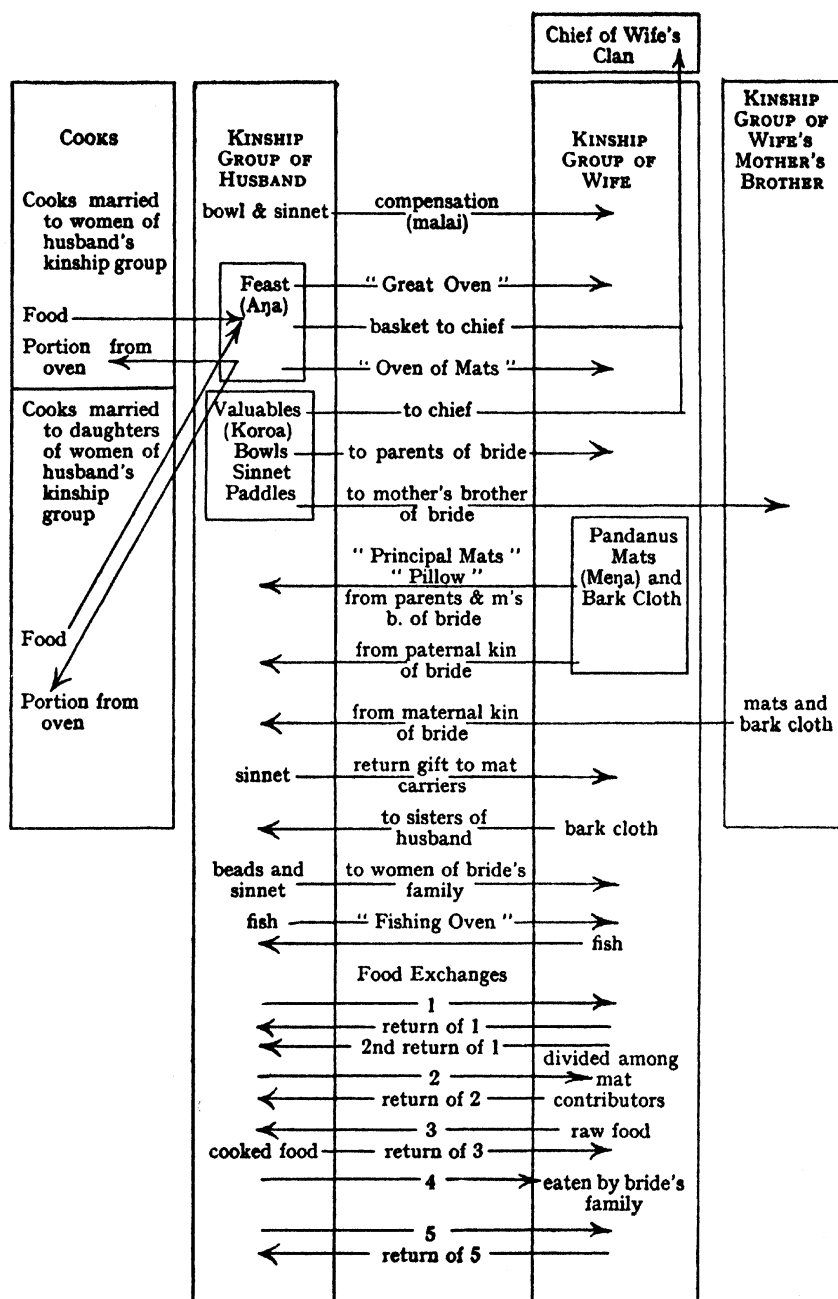 Chief of Wife's
Clan
COOKS
KINSHIP
GROUP OF
HUSBAND
KINSHIP
GROUP OF
WIFE
KINSHIP
GROUP OF
WIFE'S
MOTHER'S
BROTHER
Cooks married
to women of
husband's
kinship group
bowl & sinnet
compensation
(malai)
Feast
(Aŋa)
" Great Oven "
Food
basket to chief
Portion from
oven
" Oven of Mats "
Cooks married
to daughters
of women of
husband's
kinship
group
Valuables
(Koroa)
Bowls
Sinnet
Paddles
to chief
to parents of bride
to mother's brother
of bride
Pandanus
Mats
(Meŋa) and
Bark Cloth
" Principal Mats "
" Pillow "
from parents & m's
b. of bride
Food
from paternal kin
of bride
Portion from
oven
from maternal kin
of bride
mats and
bark cloth
sinnet
return gift to mat
carriers
to sisters of
husband
bark cloth
beads and
sinnet
to women of bride's
family
fish
" Fishing Oven "
fish
Food Exchanges
1
return of 1
2nd return of 1
2
divided among
mat
contributors
return of 2
3
raw food
cooked food
return of 3
4
eaten by bride's
family
5
return of 5